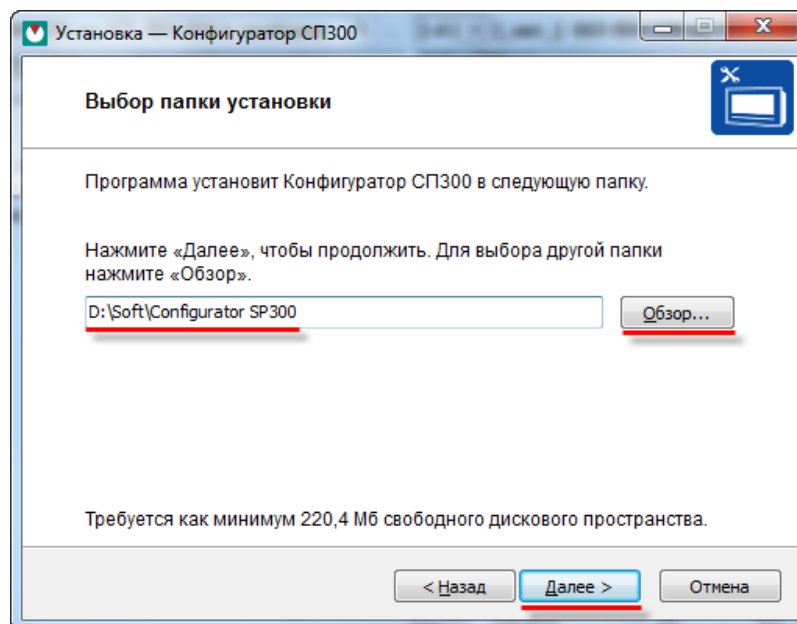 Установка — Конфигуратор СП300
Выбор папки установки
Программа установит Конфигуратор СП300 в следующую папку.
Нажмите «Далее», чтобы продолжить. Для выбора другой папки
нажмите «Обзор».
D:\Soft\Configurator SP300
Обзор...
Требуется как минимум 220,4 Мб свободного дискового пространства.
< Назад
Далее >
Отмена